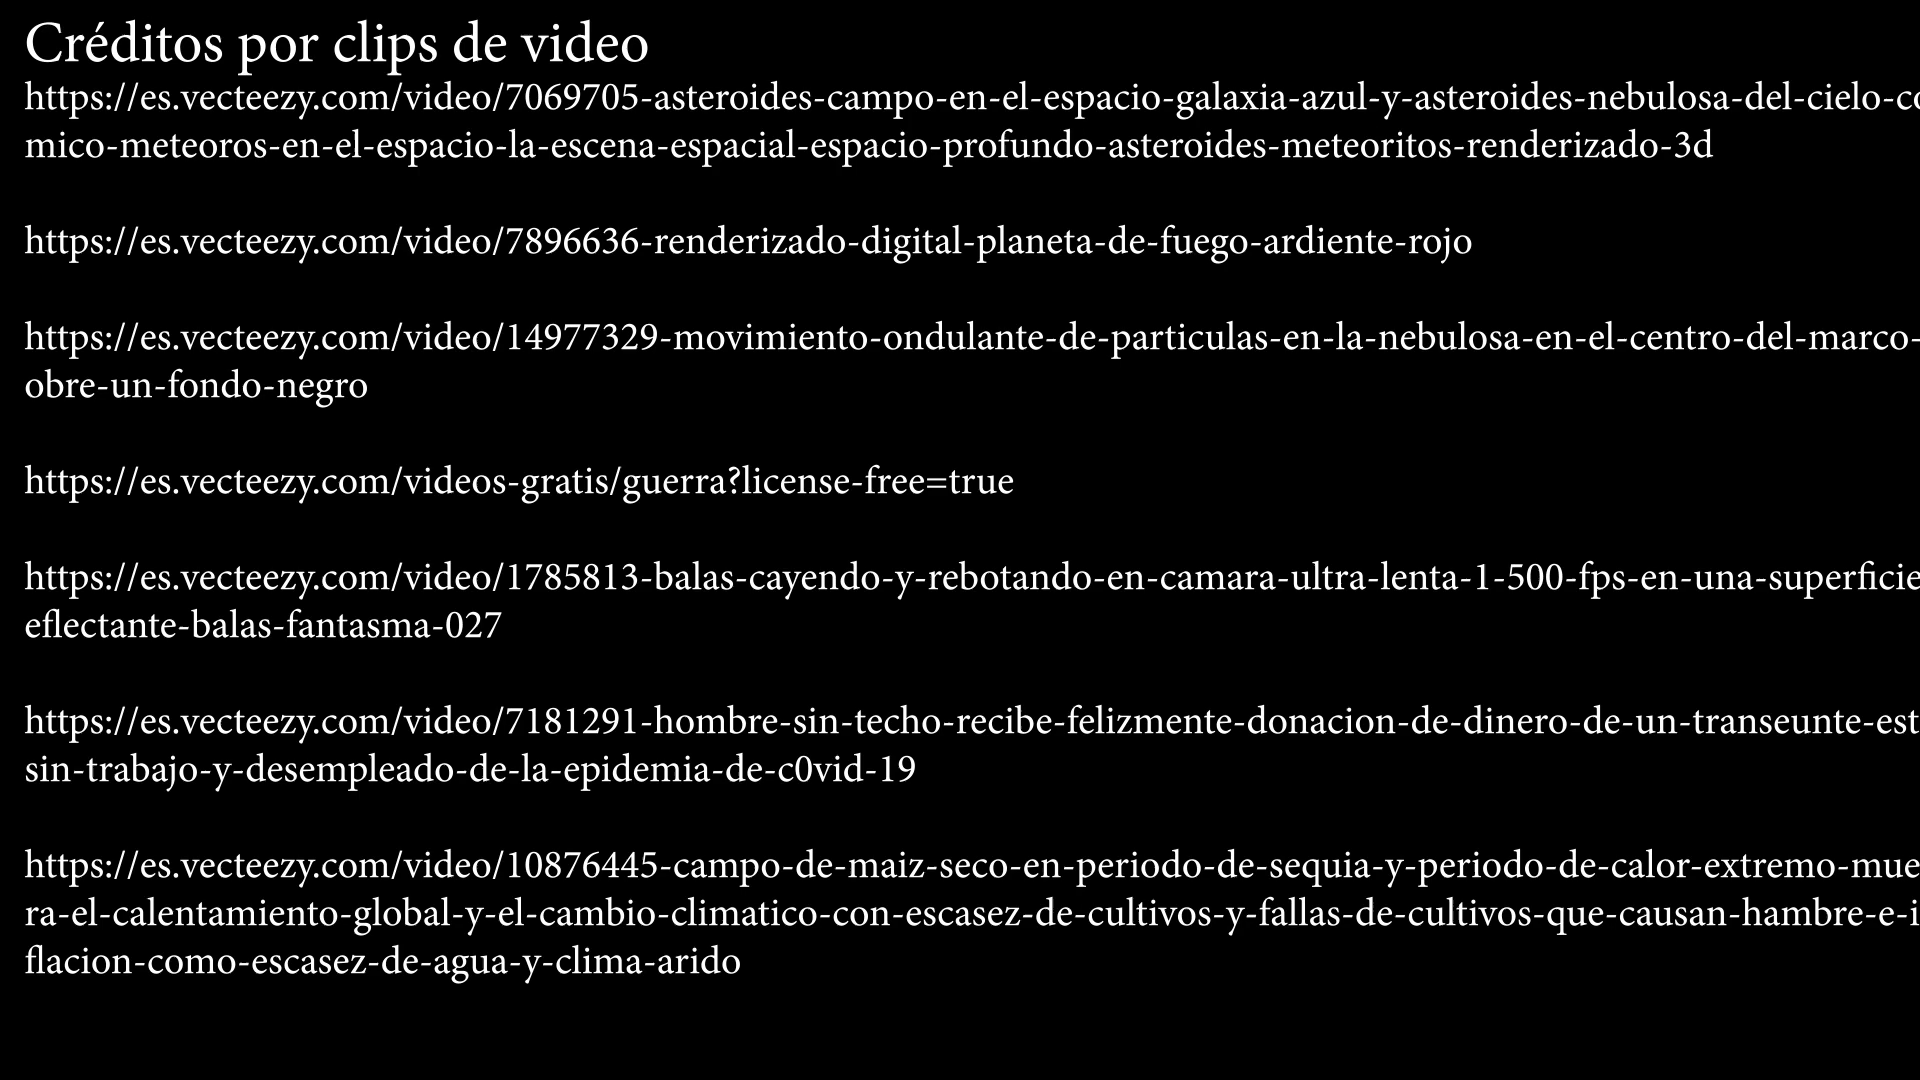 Créditos por clips de video
https://es.vecteezy.com/video/7069705-asteroides-campo-en-el-espacio-galaxia-azul-y-asteroides-nebulosa-del-cielo-co
mico-meteoros-en-el-espacio-la-escena-espacial-espacio-profundo-asteroides-meteoritos-renderizado-3d
https://es.vecteezy.com/video/7896636-renderizado-digital-planeta-de-fuego-ardiente-rojo
https://es.vecteezy.com/video/14977329-movimiento-ondulante-de-particulas-en-la-nebulosa-en-el-centro-del-marco-
obre-un-fondo-negro
https://es.vecteezy.com/videos-gratis/guerra?license-free=true
https://es.vecteezy.com/video/1785813-balas-cayendo-y-rebotando-en-camara-ultra-lenta-1-500-fps-en-una-superficie
eflectante-balas-fantasma-027
https://es.vecteezy.com/video/7181291-hombre-sin-techo-recibe-felizmente-donacion-de-dinero-de-un-transeunte-est
sin-trabajo-y-desempleado-de-la-epidemia-de-c0vid-19
https://es.vecteezy.com/video/10876445-campo-de-maiz-seco-en-periodo-de-sequia-y-periodo-de-calor-extremo-mue
ra-el-calentamiento-global-y-el-cambio-climatico-con-escasez-de-cultivos-y-fallas-de-cultivos-que-causan-hambre-e-i
flacion-como-escasez-de-agua-y-clima-arido